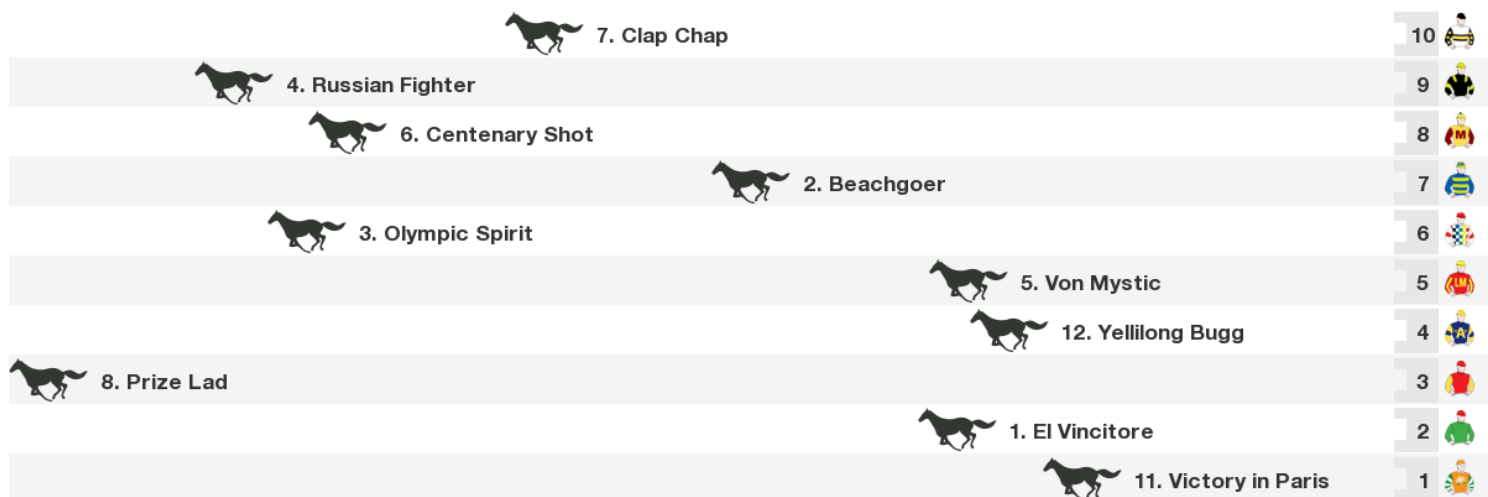 7. Clap Chap 10
4. Russian Fighter 9
6. Centenary Shot 8
M
2. Beachgoer 7
3. Olympic Spirit 6
5. Von Mystic 5
LM
12. Yellilong Bugg 4
A
8. Prize Lad 3
1. El Vincitore 2
11. Victory in Paris 1